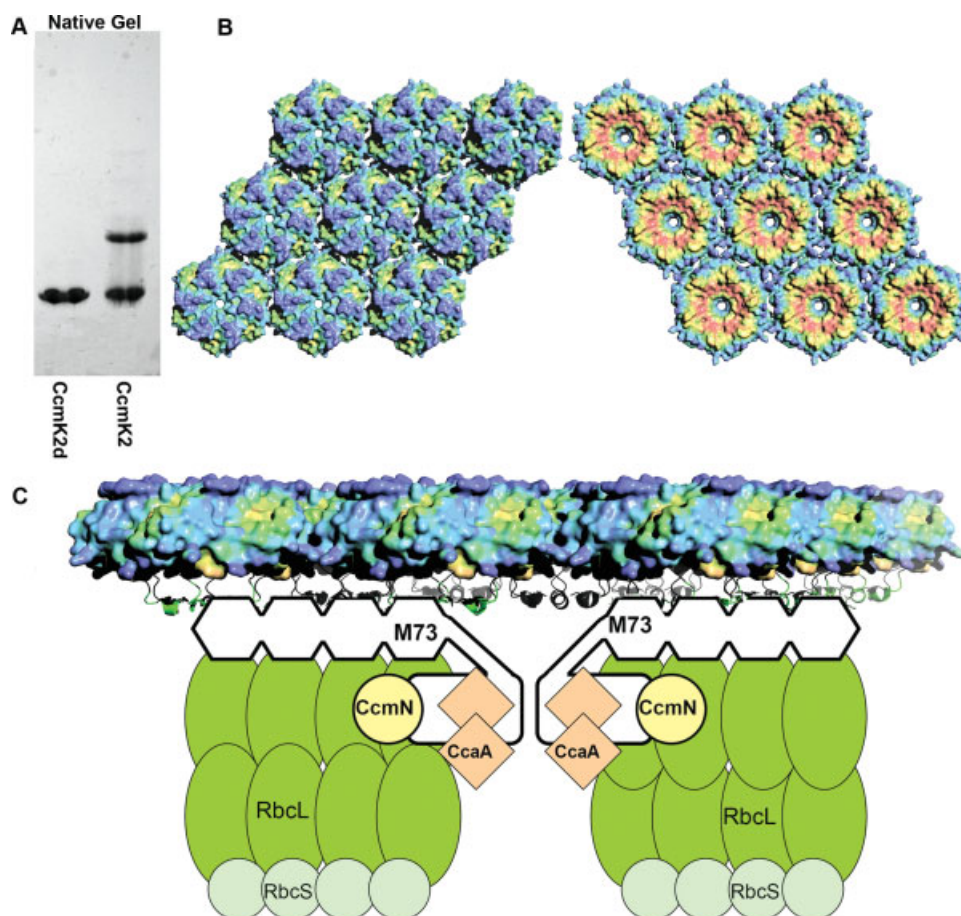 A
Native Gel
B
CcmK2d
CcmK2
C
M73
M73
CcmN
CcmN
CcaA
CcaA
RbcL
RbcL
RbcS
RbcS